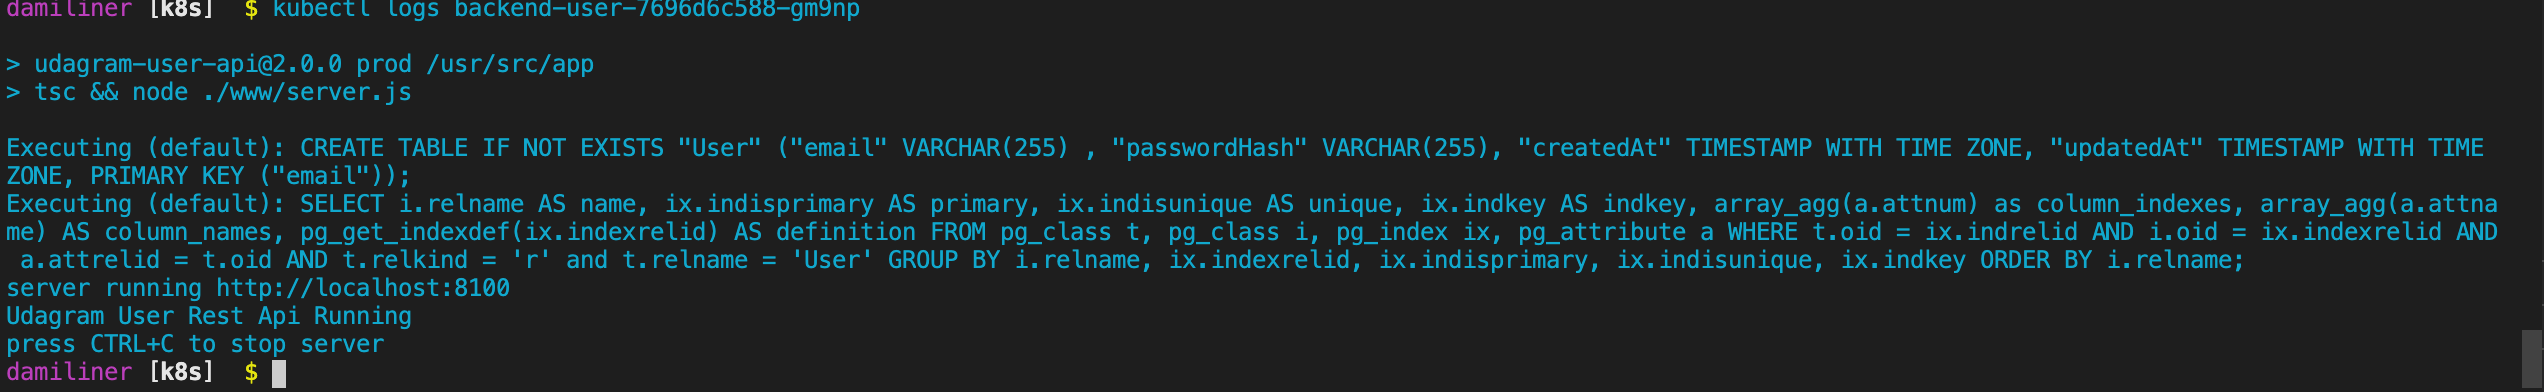 damiliner [k8s]  $ kubectl logs backend-user-7696d6c588-gm9np
> udagram-user-api@2.0.0 prod /usr/src/app
> tsc && node ./www/server.js
Executing (default): CREATE TABLE IF NOT EXISTS "User" ("email" VARCHAR(255) , "passwordHash" VARCHAR(255), "createdAt" TIMESTAMP WITH TIME ZONE, "updatedAt" TIMESTAMP WITH TIME
ZONE, PRIMARY KEY ("email"));
Executing (default): SELECT i.relname AS name, ix.indisprimary AS primary, ix.indisunique AS unique, ix.indkey AS indkey, array_agg(a.attnum) as column_indexes, array_agg(a.attna
me) AS column_names, pg_get_indexdef(ix.indexrelid) AS definition FROM pg_class t, pg_class i, pg_index ix, pg_attribute a WHERE t.oid = ix.indrelid AND i.oid = ix.indexrelid AND
 a.attrelid = t.oid AND t.relkind = 'r' and t.relname = 'User' GROUP BY i.relname, ix.indexrelid, ix.indisprimary, ix.indisunique, ix.indkey ORDER BY i.relname;
server running http://localhost:8100
Udagram User Rest Api Running
press CTRL+C to stop server
damiliner [k8s]  $